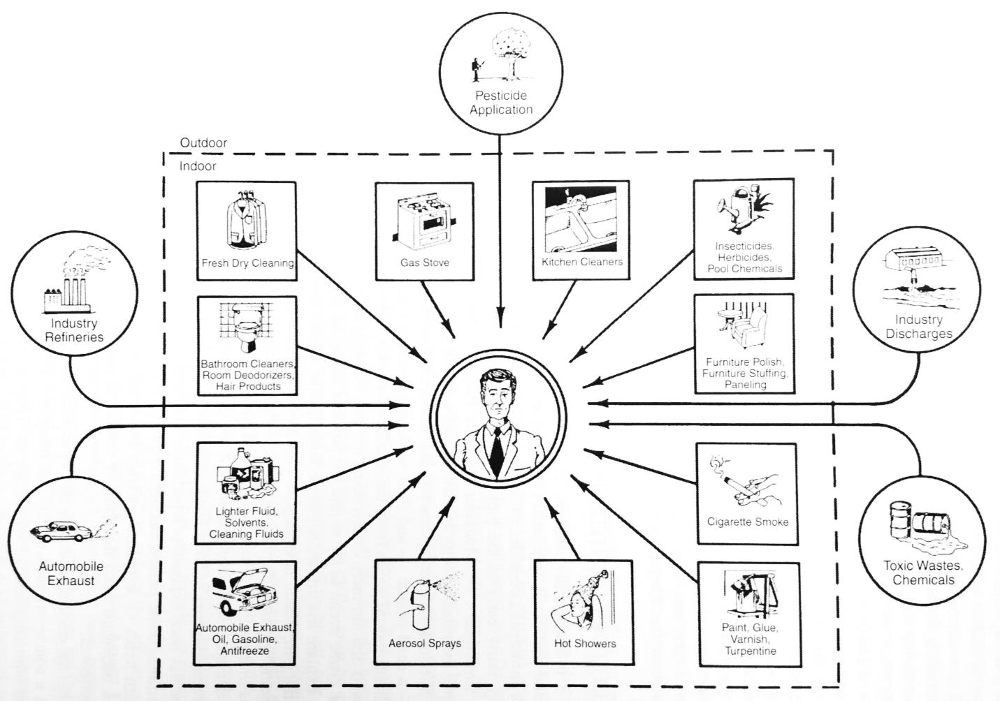 Pesticide
Application
Outdoor
Indoor
Fresh Dry Cleaning
Gas Stove
Kitchen Cleaners
Insecticides,
Herbicides,
Pool Chemicals
Industry
Refineries
Industry
Discharges
Bathroom Cleaners,
Room Deodorizers,
Hair Products
Furniture Polish,
Furniture Stuffing,
Paneling
Lighter Fluid,
Solvents,
Cleaning Fluids
Cigarette Smoke
Automobile
Exhaust
Toxic Wastes,
Chemicals
Automobile Exhaust,
Oil, Gasoline,
Antifreeze
Aerosol Sprays
Hot Showers
Paint, Glue,
Varnish,
Turpentine